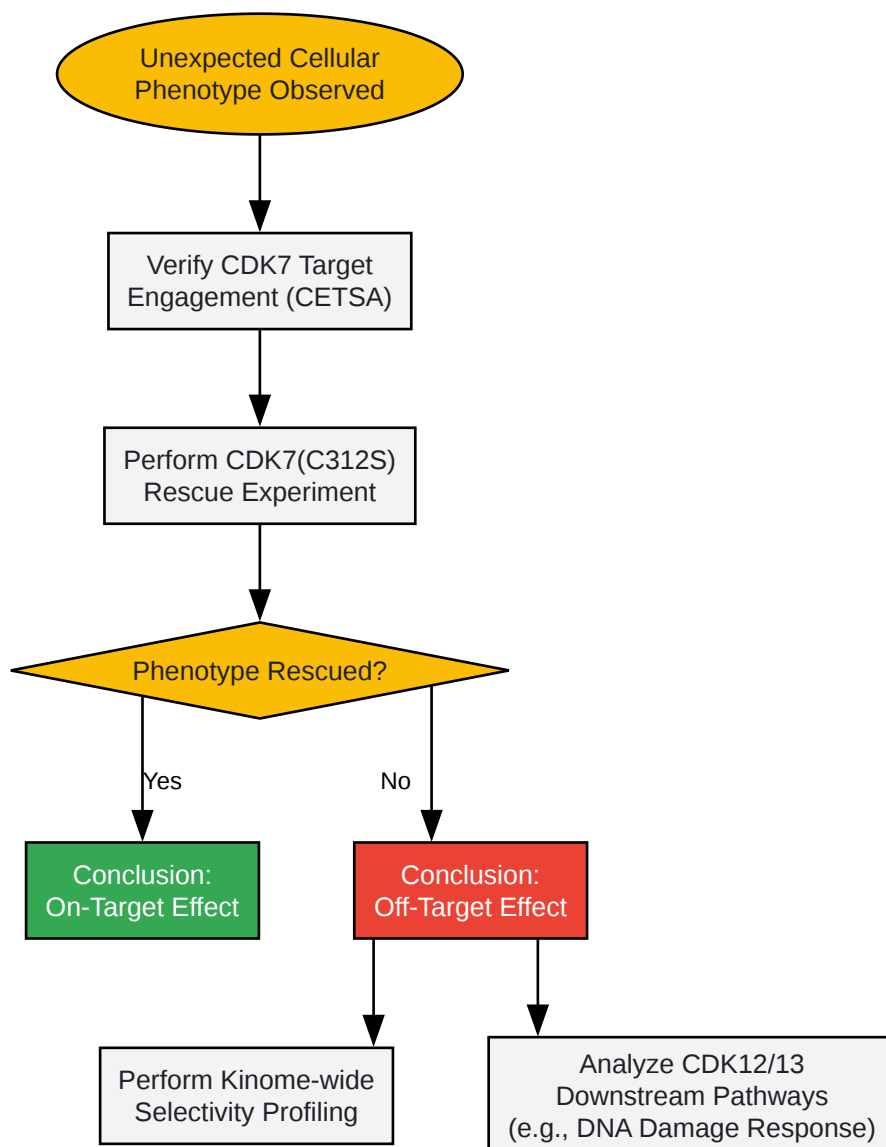 Unexpected Cellular
Phenotype Observed
Verify CDK7 Target
Engagement (CETSA)
Perform CDK7(C312S)
Rescue Experiment
Phenotype Rescued?
Yes
No
Conclusion:
On-Target Effect
Conclusion:
Off-Target Effect
Perform Kinome-wide
Selectivity Profiling
Analyze CDK12/13
Downstream Pathways
(e.g., DNA Damage Response)